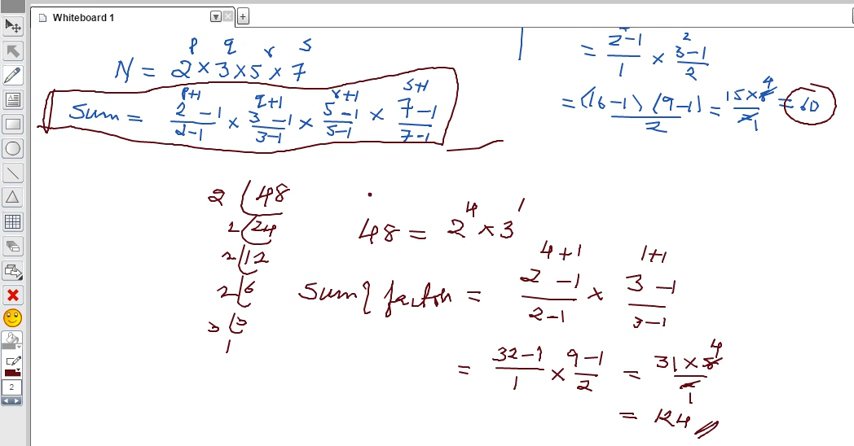 Whiteboard 1
N = 2^p × 3^q × 5^r × 7^s
Sum = (2^(p+1) - 1)/(2-1) × (3^(q+1) - 1)/(3-1) × (5^(r+1) - 1)/(5-1) × (7^(s+1) - 1)/(7-1)
= (2^4 - 1)/1 × (3^2 - 1)/2
= (16-1)(9-1)/2 = 15 × 8 4/2 1 = 60
2 | 48
2 | 24
2 | 12
2 | 6
3 | 3
1
48 = 2^4 × 3^1
Sum of factors = (2^(4+1) - 1)/(2-1) × (3^(1+1) - 1)/(3-1)
= (32-1)/1 × (9-1)/2 = 31 × 8 4/2 1
= 124
2